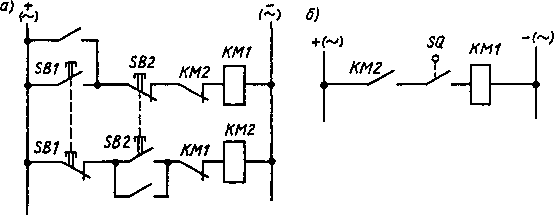 а) + (~) − (~)
SB1 SB2 KM2 KM1
SB1 SB2 KM1 KM2
б) +(~) KM2 SQ KM1 −(~)